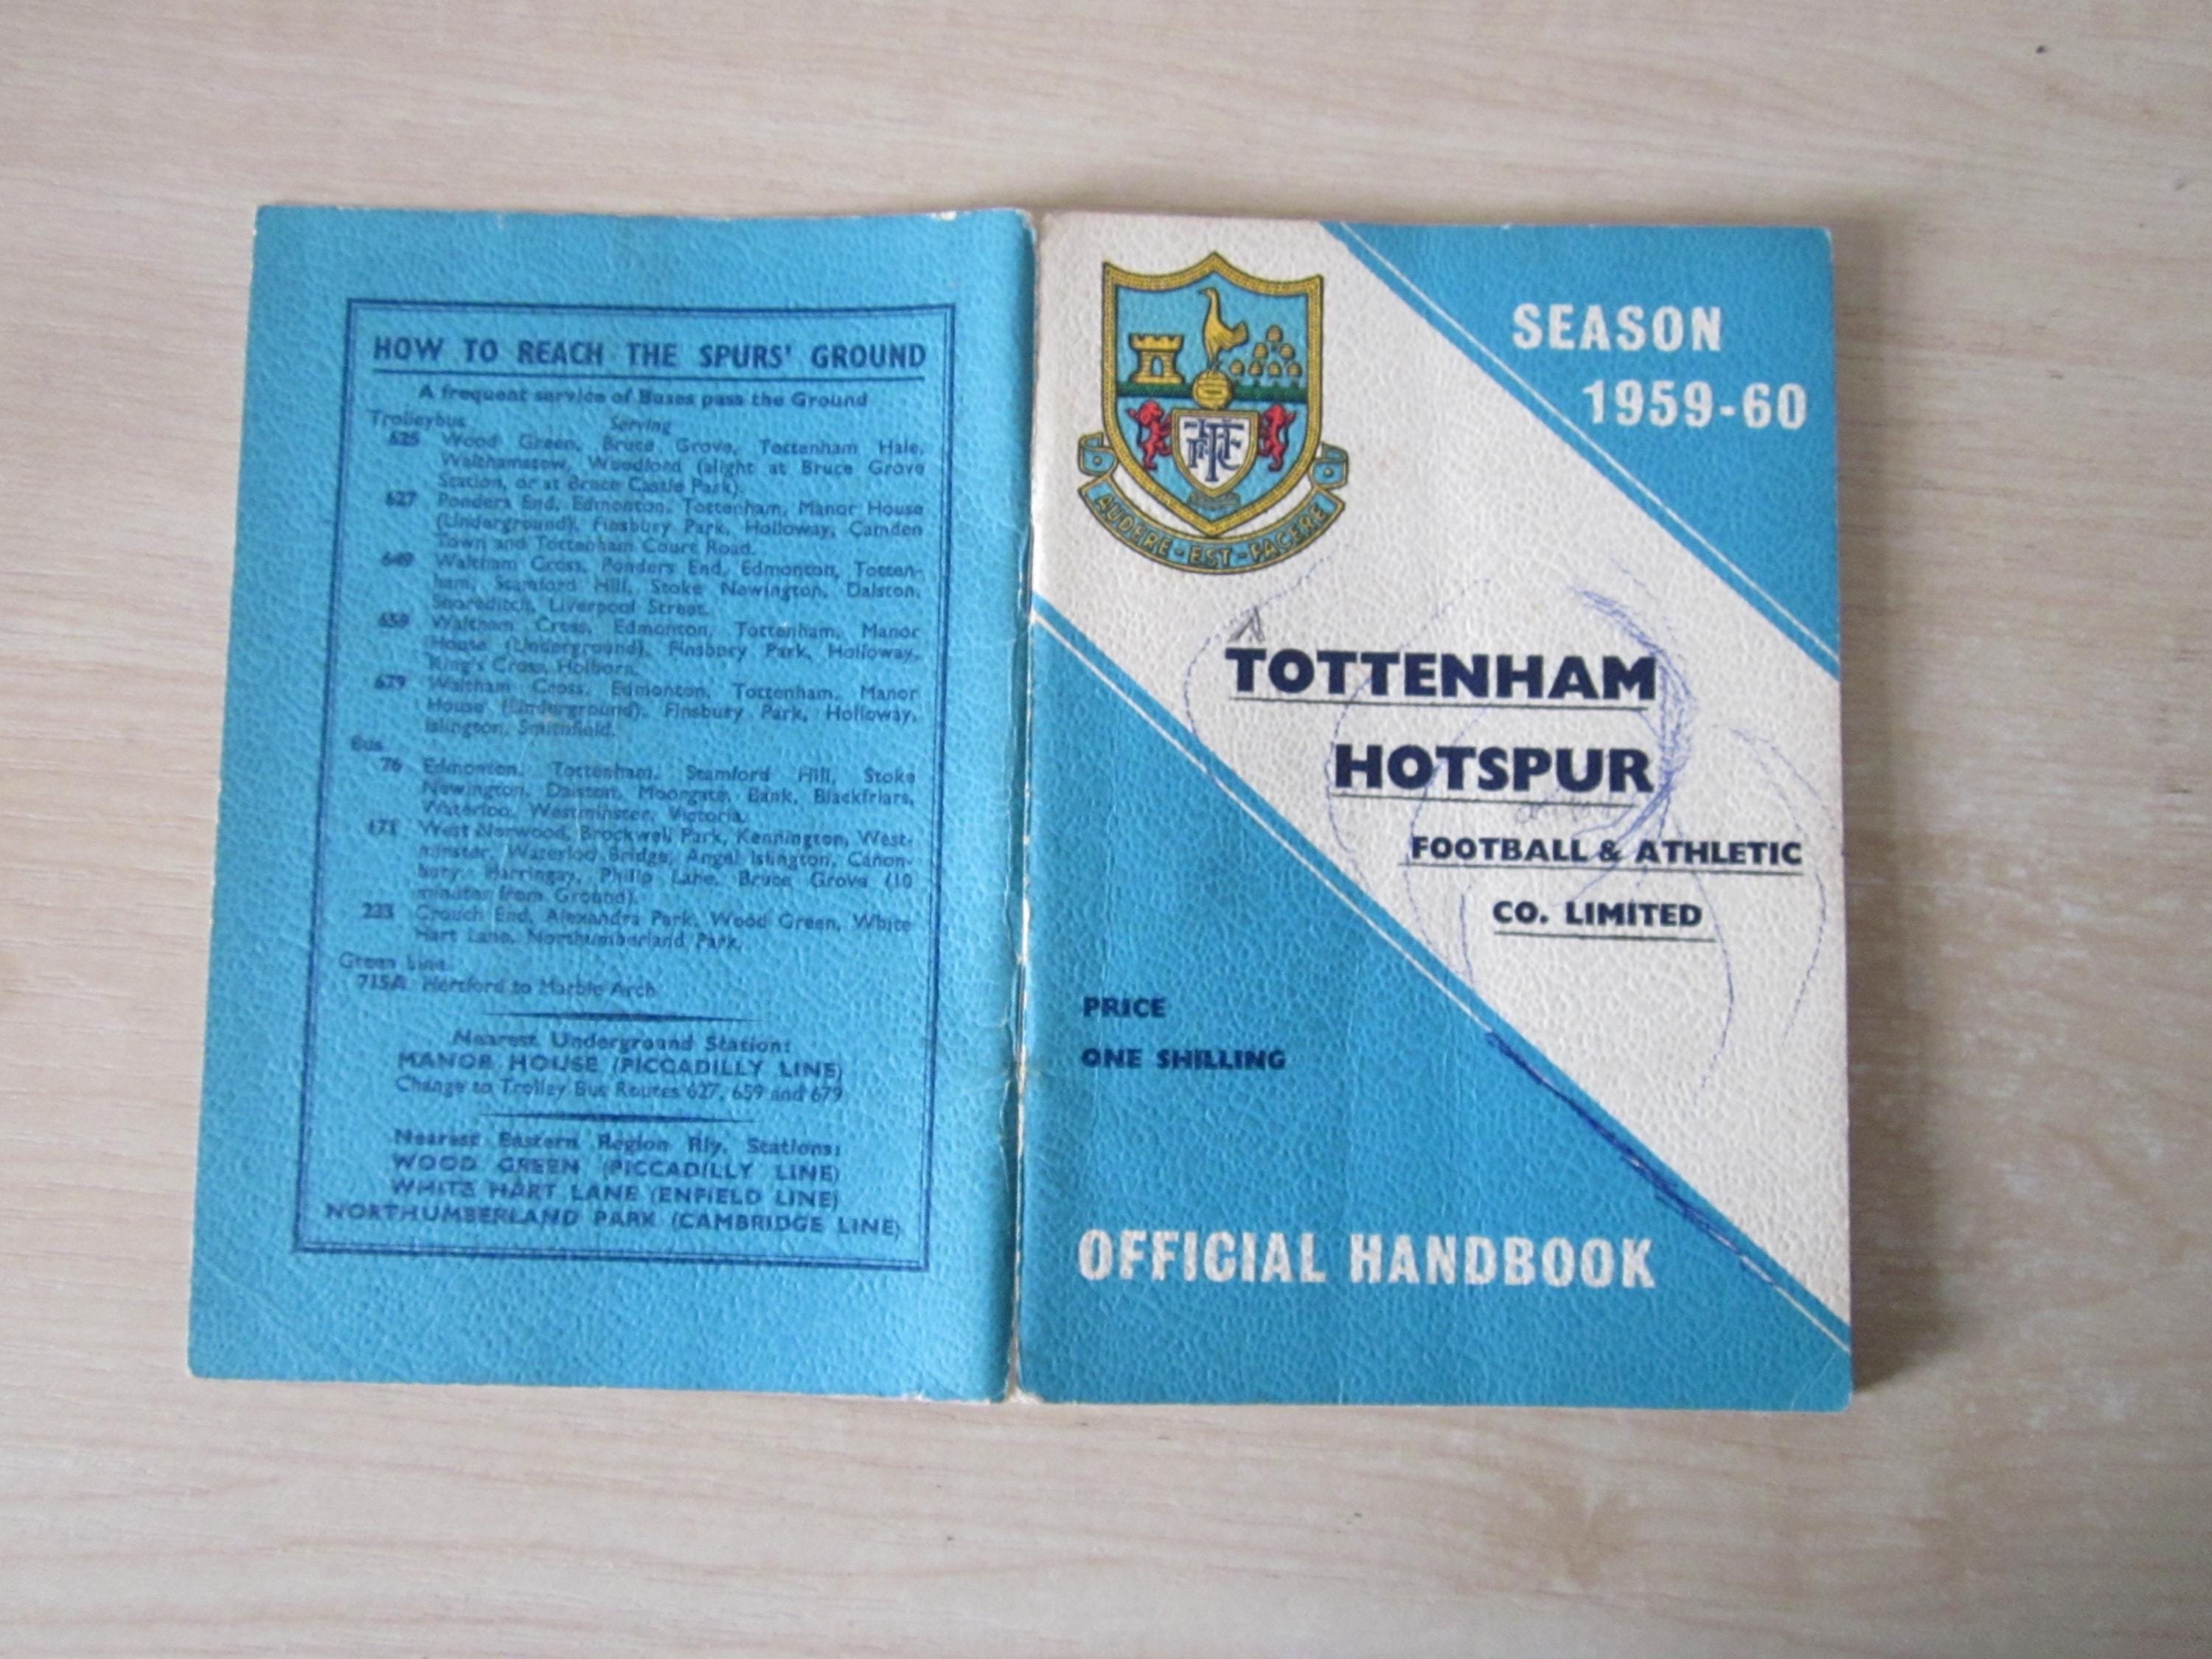 HOW TO REACH THE SPURS' GROUND
A frequent service of Buses pass the Ground
Trolleybus Serving
625 Wood Green, Bruce Grove, Tottenham Hale,
Walthamstow, Woodford (alight at Bruce Grove
Station, or at Bruce Castle Park).
627 Ponders End, Edmonton, Tottenham, Manor House
(Underground), Finsbury Park, Holloway, Camden
Town and Tottenham Court Road.
649 Waltham Cross, Ponders End, Edmonton, Totten-
ham, Stamford Hill, Stoke Newington, Dalston,
Shoreditch, Liverpool Street.
659 Waltham Cross, Edmonton, Tottenham, Manor
House (Underground), Finsbury Park, Holloway,
King's Cross, Holborn.
679 Waltham Cross, Edmonton, Tottenham, Manor
House (Underground), Finsbury Park, Holloway,
Islington, Smithfield.
Bus
76 Edmonton, Tottenham, Stamford Hill, Stoke
Newington, Dalston, Moorgate, Bank, Blackfriars,
Waterloo, Westminster, Victoria.
171 West Norwood, Brockwell Park, Kennington, West-
minster, Waterloo Bridge, Angel Islington, Canon-
bury, Harringay, Philip Lane, Bruce Grove (10
minutes from Ground).
233 Crouch End, Alexandra Park, Wood Green, White
Hart Lane, Northumberland Park.
Green Line
715A Hertford to Marble Arch
Nearest Underground Station:
MANOR HOUSE (PICCADILLY LINE)
Change to Trolley Bus Routes 627, 659 and 679
Nearest Eastern Region Rly. Stations:
WOOD GREEN (PICCADILLY LINE)
WHITE HART LANE (ENFIELD LINE)
NORTHUMBERLAND PARK (CAMBRIDGE LINE)
SEASON
1959-60
AUDERE-EST-FACERE
TOTTENHAM
HOTSPUR
FOOTBALL & ATHLETIC
CO. LIMITED
PRICE
ONE SHILLING
OFFICIAL HANDBOOK